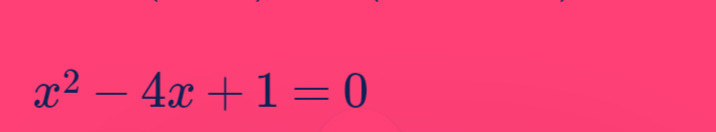 x² − 4x + 1 = 0